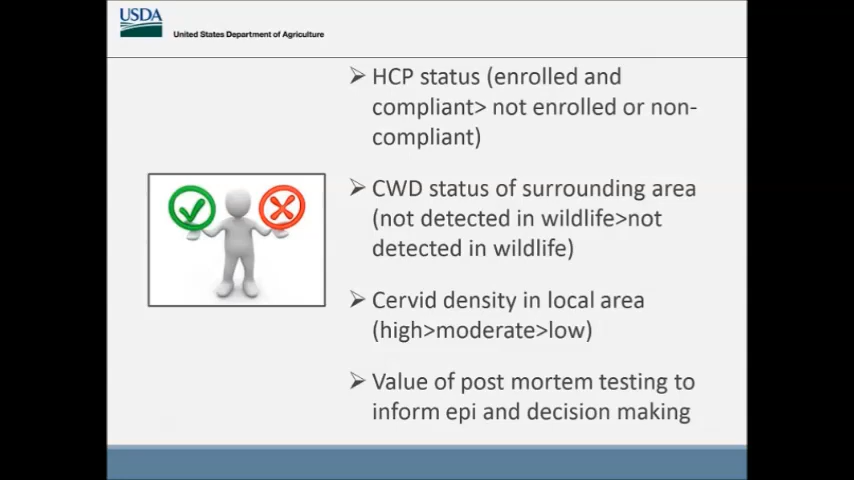 USDA
United States Department of Agriculture
➢ HCP status (enrolled and
compliant> not enrolled or non-
compliant)
➢ CWD status of surrounding area
(not detected in wildlife>not
detected in wildlife)
➢ Cervid density in local area
(high>moderate>low)
➢ Value of post mortem testing to
inform epi and decision making